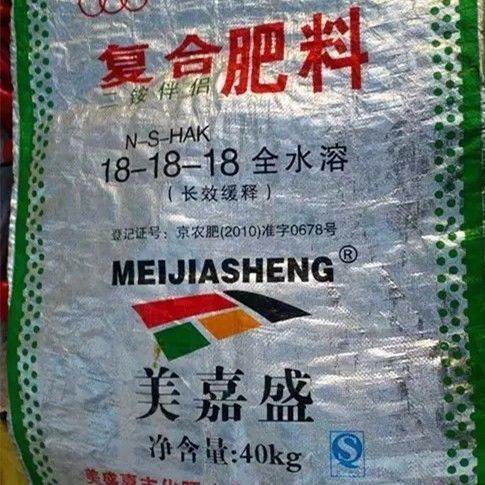 复合肥料
铵伴侣
N-S-HAK
18-18-18 全水溶
(长效缓释)
登记证号: 京农肥(2010)准字0678号
MEIJIASHENG®
美嘉盛
净含量:40kg